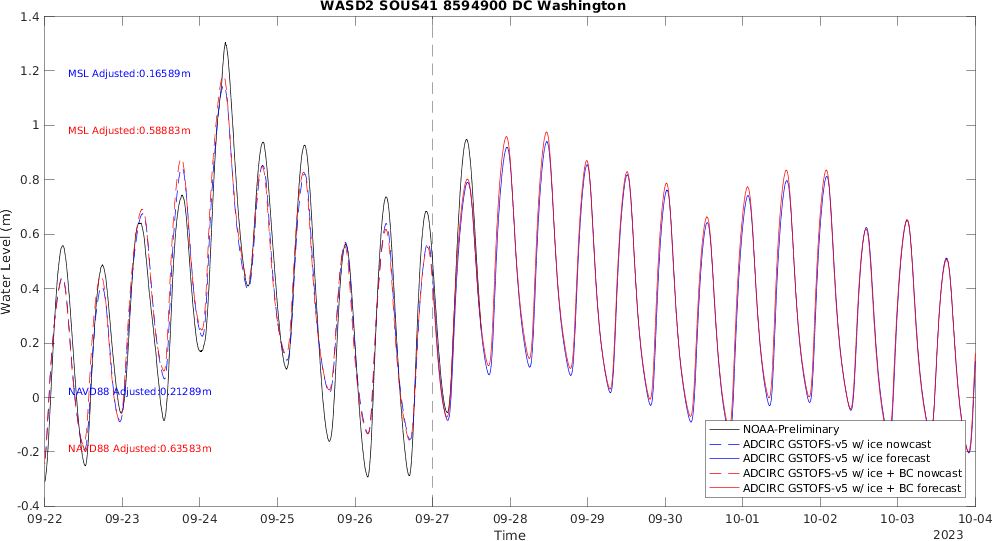 WASD2 SOUS41 8594900 DC Washington
1.4
1.2
1
0.8
0.6
0.4
0.2
0
-0.2
-0.4
Water Level (m)
MSL Adjusted:0.16589m
MSL Adjusted:0.58883m
NAVD88 Adjusted:0.21289m
NAVD88 Adjusted:0.63583m
NOAA-Preliminary
ADCIRC GSTOFS-v5 w/ ice nowcast
ADCIRC GSTOFS-v5 w/ ice forecast
ADCIRC GSTOFS-v5 w/ ice + BC nowcast
ADCIRC GSTOFS-v5 w/ ice + BC forecast
09-22 09-23 09-24 09-25 09-26 09-27 09-28 09-29 09-30 10-01 10-02 10-03 10-04
Time
2023